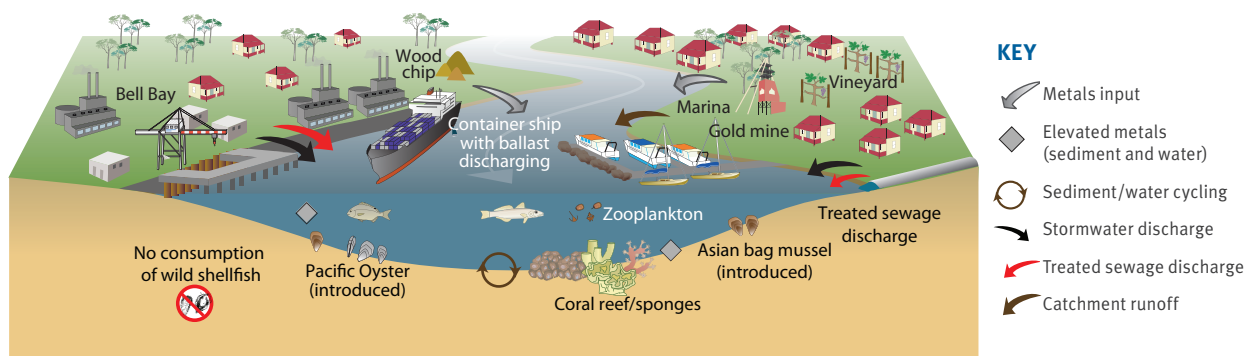 Wood
chip
Bell Bay
Container ship
with ballast
discharging
Marina
Gold mine
Vineyard
Zooplankton
Treated sewage
discharge
No consumption
of wild shellfish
Pacific Oyster
(introduced)
Coral reef/sponges
Asian bag mussel
(introduced)
KEY
Metals input
Elevated metals
(sediment and water)
Sediment/water cycling
Stormwater discharge
Treated sewage discharge
Catchment runoff